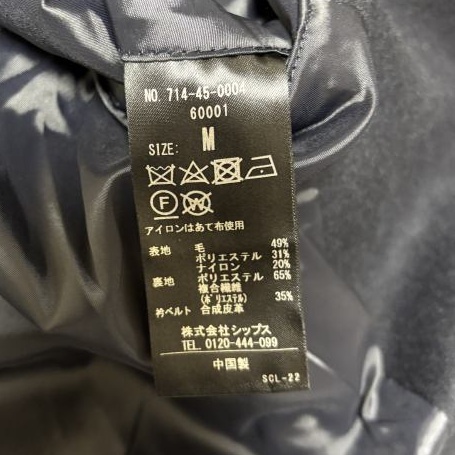 NO. 714-45-0004
60001
SIZE: M
F W
アイロンはあて布使用
表地 毛 49%
ポリエステル 31%
ナイロン 20%
裏地 ポリエステル 65%
複合繊維
(ポリエステル) 35%
衿ベルト 合成皮革
株式会社シップス
TEL. 0120-444-099
中国製
SCL-22